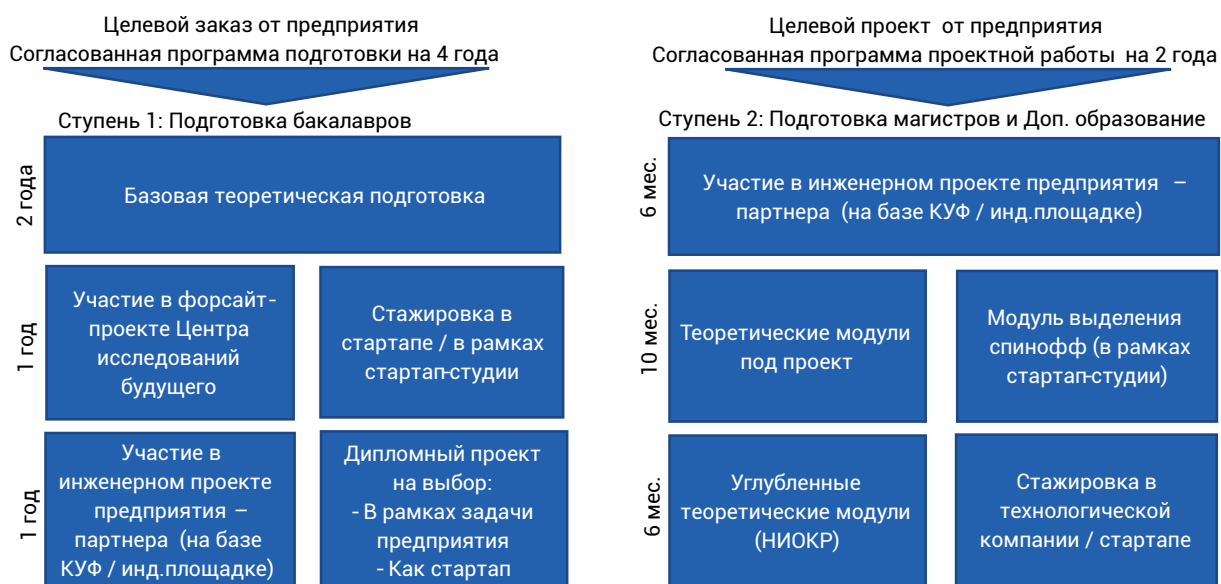 Целевой заказ от предприятия
Согласованная программа подготовки на 4 года
Ступень 1: Подготовка бакалавров
2 года
Базовая теоретическая подготовка
1 год
Участие в форсайт-
проекте Центра
исследований
будущего
Стажировка в
стартапе / в рамках
стартап-студии
1 год
Участие в
инженерном проекте
предприятия –
партнера (на базе
КУФ / инд.площадке)
Дипломный проект
на выбор:
- В рамках задачи
предприятия
- Как стартап
Целевой проект от предприятия
Согласованная программа проектной работы на 2 года
Ступень 2: Подготовка магистров и Доп. образование
6 мес.
Участие в инженерном проекте предприятия –
партнера (на базе КУФ / инд.площадке)
10 мес.
Теоретические модули
под проект
Модуль выделения
спинофф (в рамках
стартап-студии)
6 мес.
Углубленные
теоретические модули
(НИОКР)
Стажировка в
технологической
компании / стартапе